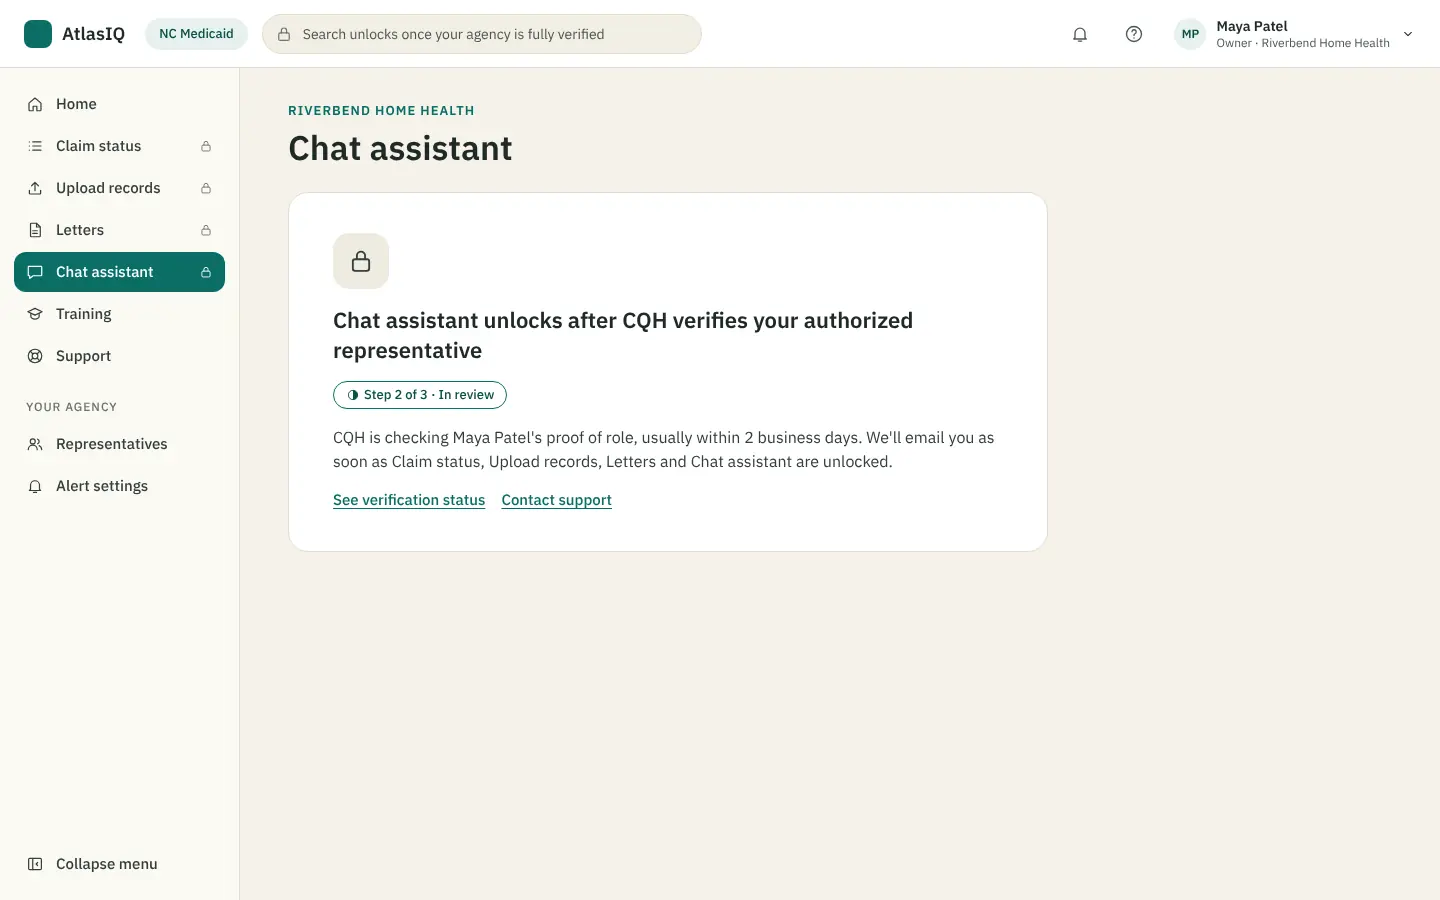 AtlasIQ
NC Medicaid
Search unlocks once your agency is fully verified
MP
Maya Patel
Owner · Riverbend Home Health
Home
Claim status
Upload records
Letters
Chat assistant
Training
Support
YOUR AGENCY
Representatives
Alert settings
Collapse menu
RIVERBEND HOME HEALTH
Chat assistant
Chat assistant unlocks after CQH verifies your authorized
representative
Step 2 of 3 · In review
CQH is checking Maya Patel's proof of role, usually within 2 business days. We'll email you as
soon as Claim status, Upload records, Letters and Chat assistant are unlocked.
See verification status Contact support